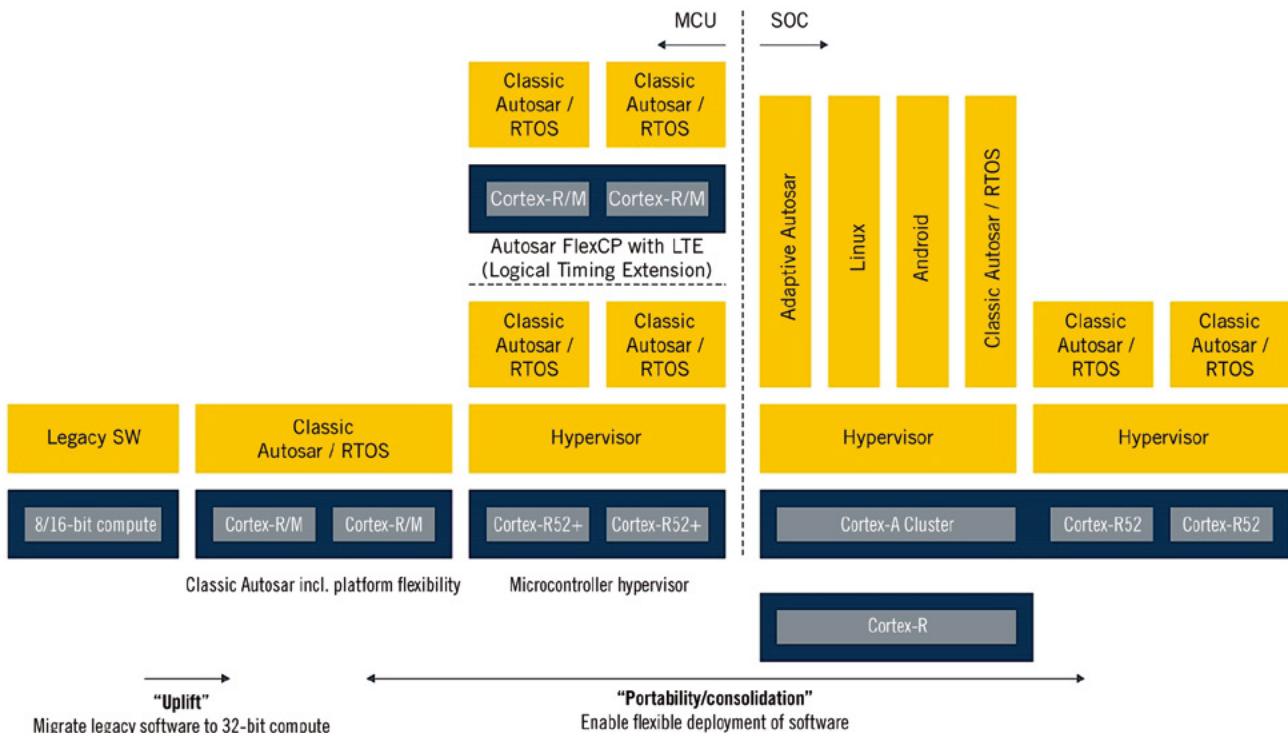 MCU
SOC
Classic
Autosar /
RTOS
Classic
Autosar /
RTOS
Cortex-R/M
Cortex-R/M
Autosar FlexCP with LTE
(Logical Timing Extension)
Classic
Autosar /
RTOS
Classic
Autosar /
RTOS
Adaptive Autosar
Linux
Android
Classic Autosar / RTOS
Classic
Autosar /
RTOS
Classic
Autosar /
RTOS
Legacy SW
Classic
Autosar / RTOS
Hypervisor
Hypervisor
Hypervisor
8/16-bit compute
Cortex-R/M
Cortex-R/M
Cortex-R52+
Cortex-R52+
Cortex-A Cluster
Cortex-R52
Cortex-R52
Classic Autosar incl. platform flexibility
Microcontroller hypervisor
Cortex-R
“Uplift”
Migrate legacy software to 32-bit compute
“Portability/consolidation”
Enable flexible deployment of software